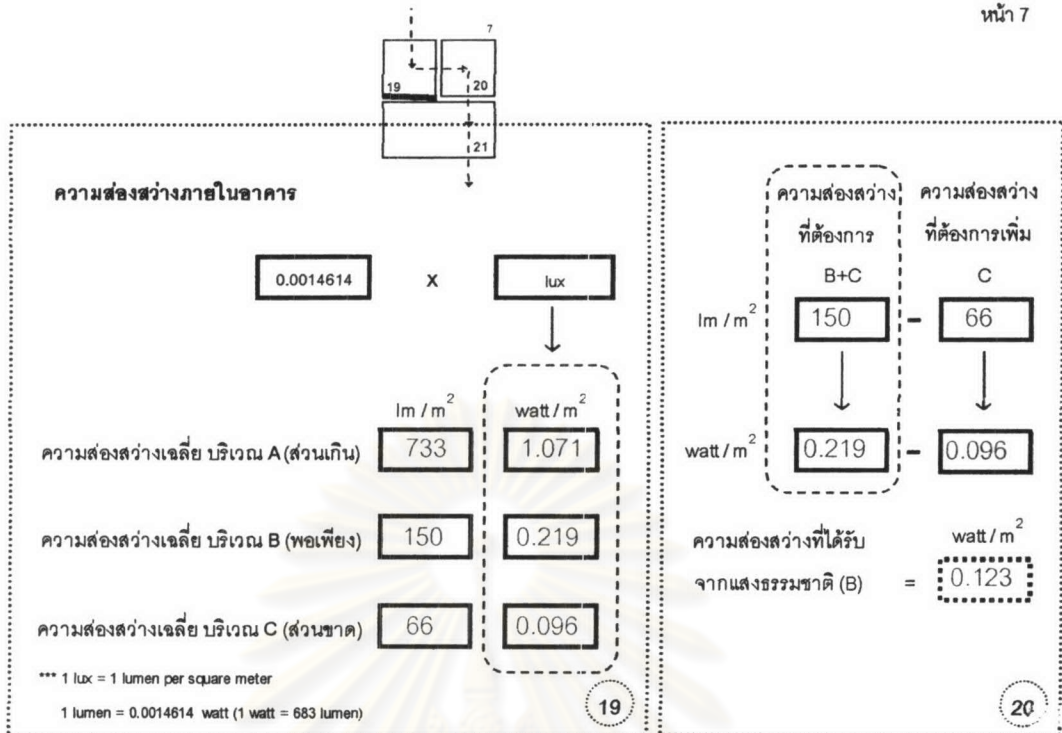 หน้า 7
7
19
20
21
ความส่องสว่างภายในอาคาร
0.0014614 X lux
lm / m² watt / m²
ความส่องสว่างเฉลี่ย บริเวณ A (ส่วนเกิน) 733 1.071
ความส่องสว่างเฉลี่ย บริเวณ B (พอเพียง) 150 0.219
ความส่องสว่างเฉลี่ย บริเวณ C (ส่วนขาด) 66 0.096
*** 1 lux = 1 lumen per square meter
1 lumen = 0.0014614 watt (1 watt = 683 lumen)
19
ความส่องสว่าง ความส่องสว่าง
ที่ต้องการ ที่ต้องการเพิ่ม
B+C C
lm / m² 150 - 66
watt / m² 0.219 - 0.096
ความส่องสว่างที่ได้รับ watt / m²
จากแสงธรรมชาติ (B) = 0.123
20